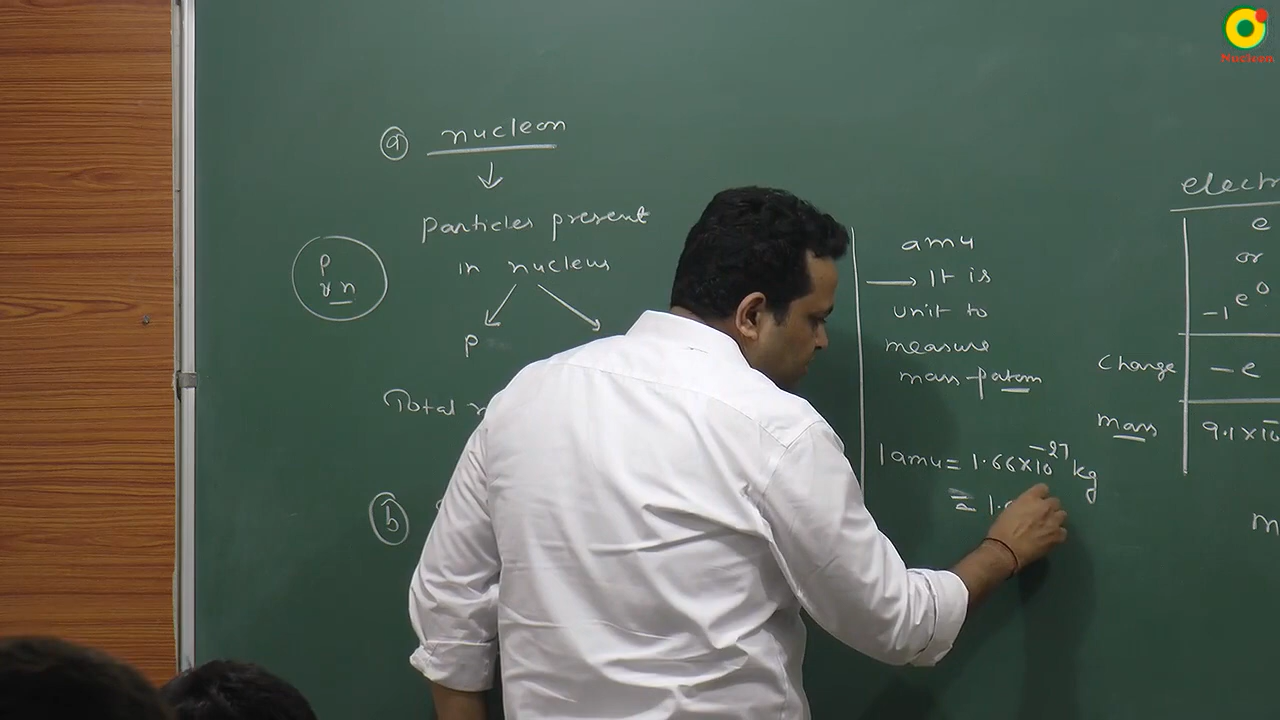 Nucleon
(a) nucleon
↓
particles present
in nucleus
p
p
n
Total
(b)
amu
→ It is
unit to
measure
mass of atom
1 amu = 1.66×10^-27 kg
= 1.
electr
e
or
-1e0
Charge -e
mass 9.1×10^-
m